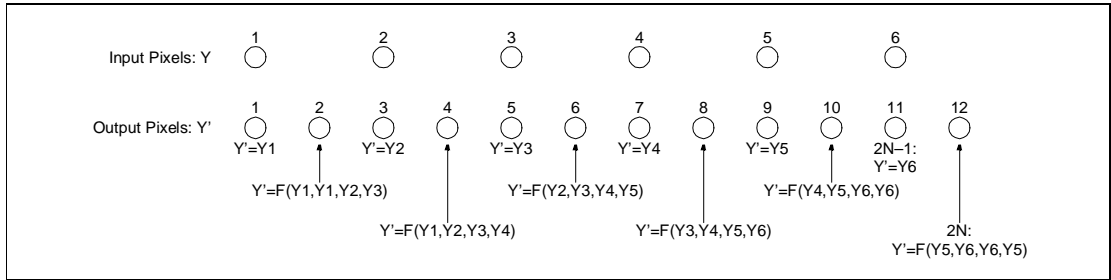 1 2 3 4 5 6
Input Pixels: Y
1 2 3 4 5 6 7 8 9 10 11 12
Output Pixels: Y’
Y’=Y1 Y’=Y2 Y’=Y3 Y’=Y4 Y’=Y5 2N–1:
Y’=Y6
Y’=F(Y1,Y1,Y2,Y3) Y’=F(Y2,Y3,Y4,Y5) Y’=F(Y4,Y5,Y6,Y6)
Y’=F(Y1,Y2,Y3,Y4) Y’=F(Y3,Y4,Y5,Y6) 2N:
Y’=F(Y5,Y6,Y6,Y5)